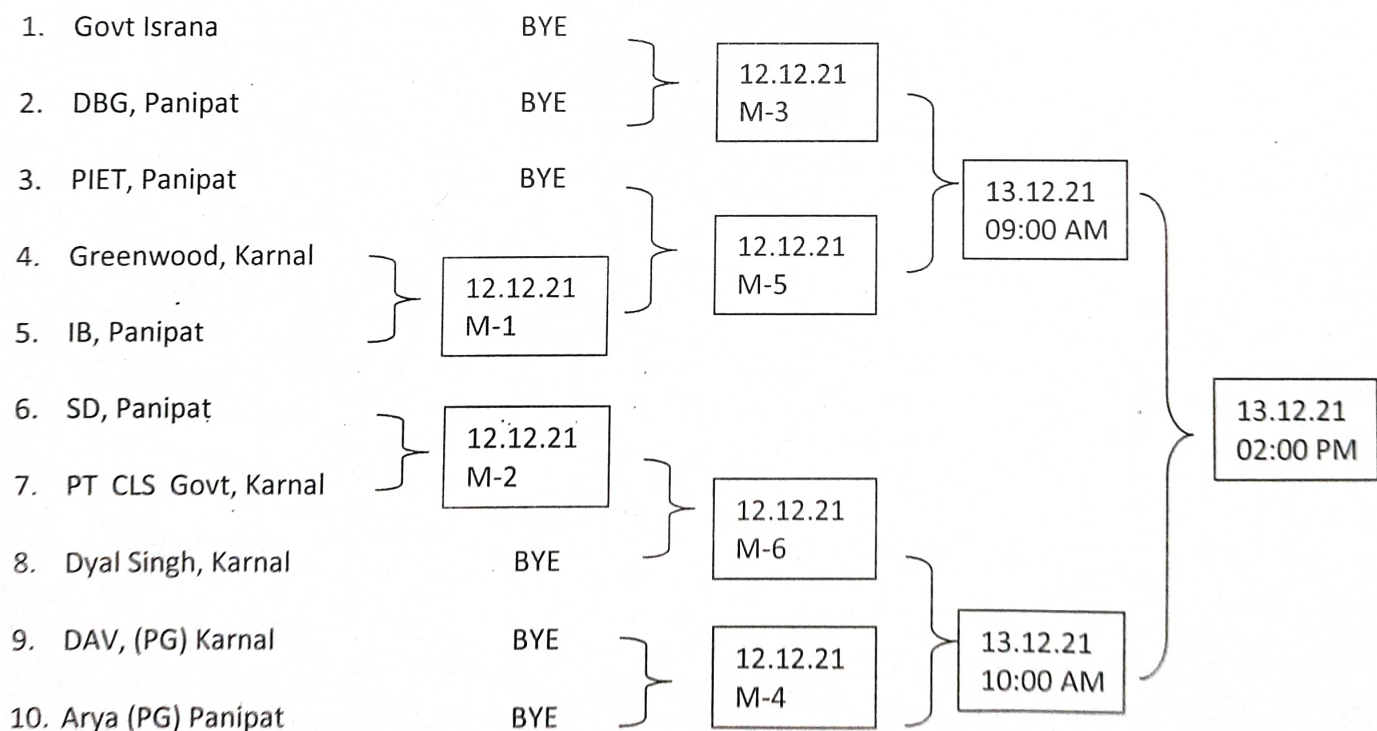 1. Govt Israna BYE
12.12.21
M-3
2. DBG, Panipat BYE
3. PIET, Panipat BYE
13.12.21
09:00 AM
4. Greenwood, Karnal
12.12.21
M-5
12.12.21
M-1
5. IB, Panipat
6. SD, Panipat
13.12.21
02:00 PM
12.12.21
M-2
7. PT CLS Govt, Karnal
12.12.21
M-6
8. Dyal Singh, Karnal BYE
9. DAV, (PG) Karnal BYE
12.12.21
M-4
13.12.21
10:00 AM
10. Arya (PG) Panipat BYE